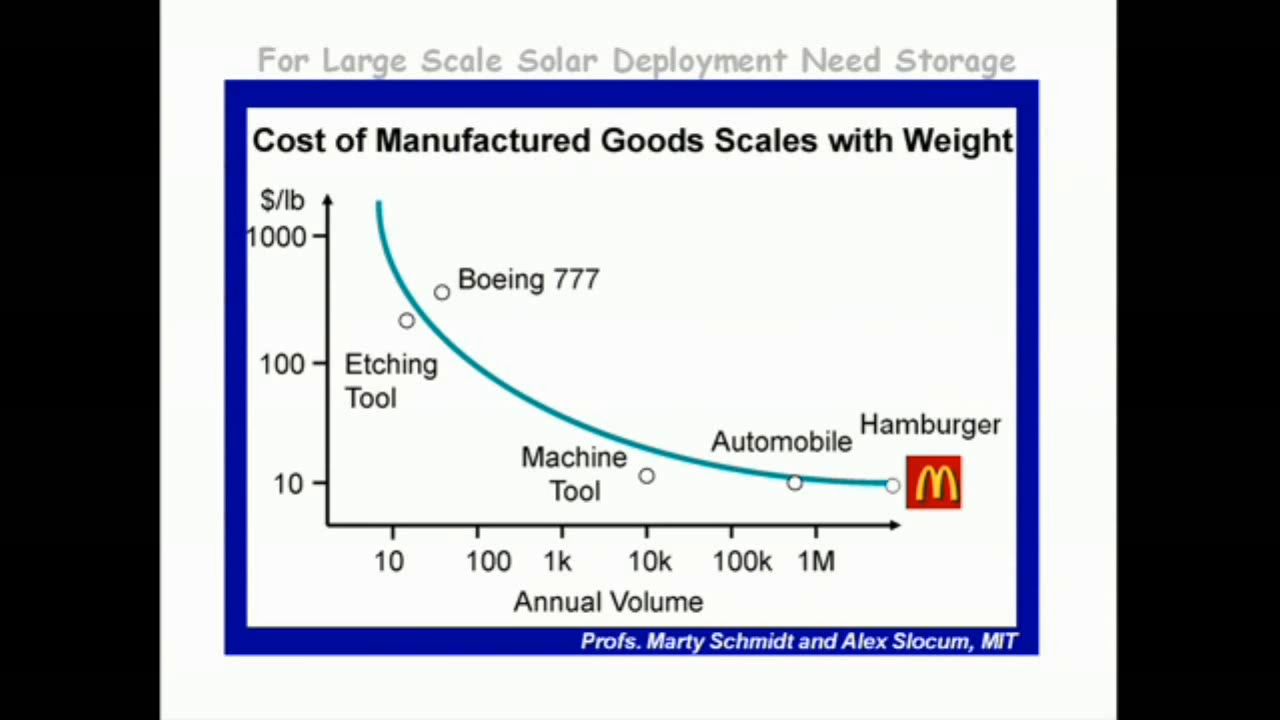 For Large Scale Solar Deployment Need Storage
Cost of Manufactured Goods Scales with Weight
$/lb
1000
Boeing 777
100
Etching
Tool
Hamburger
Automobile
Machine
Tool
10
10 100 1k 10k 100k 1M
Annual Volume
Profs. Marty Schmidt and Alex Slocum, MIT